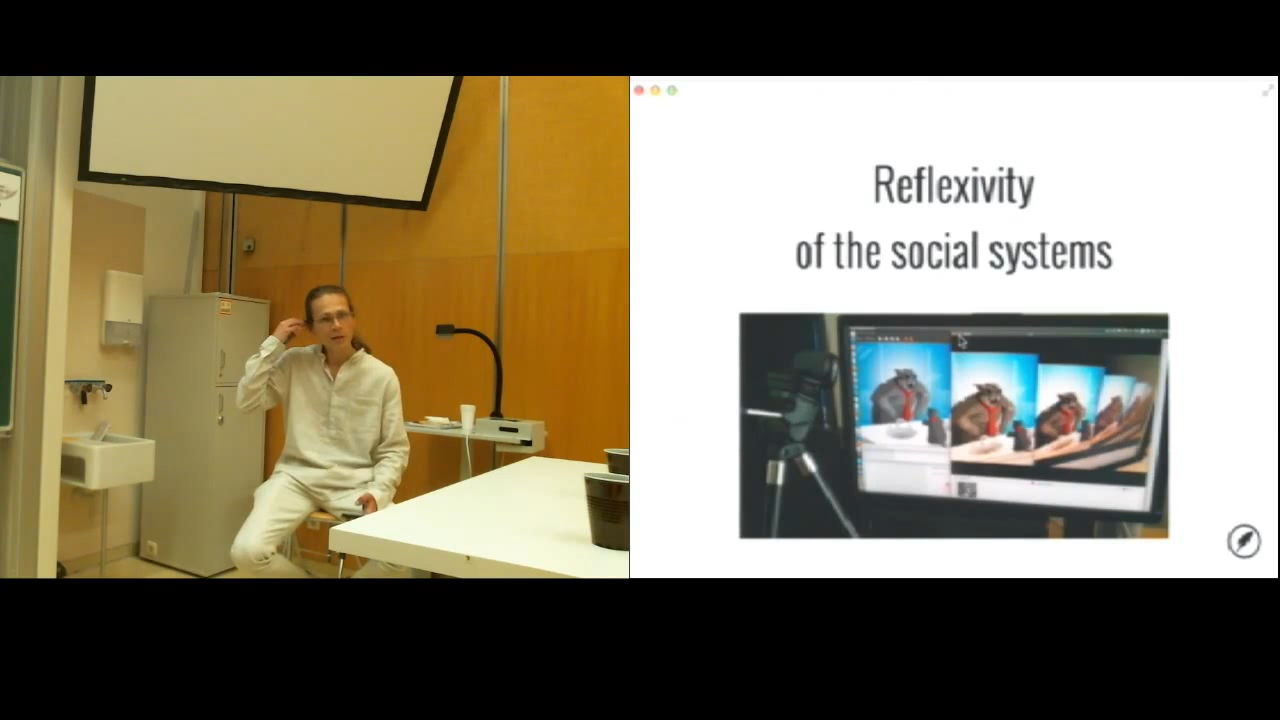 Reflexivity
of the social systems